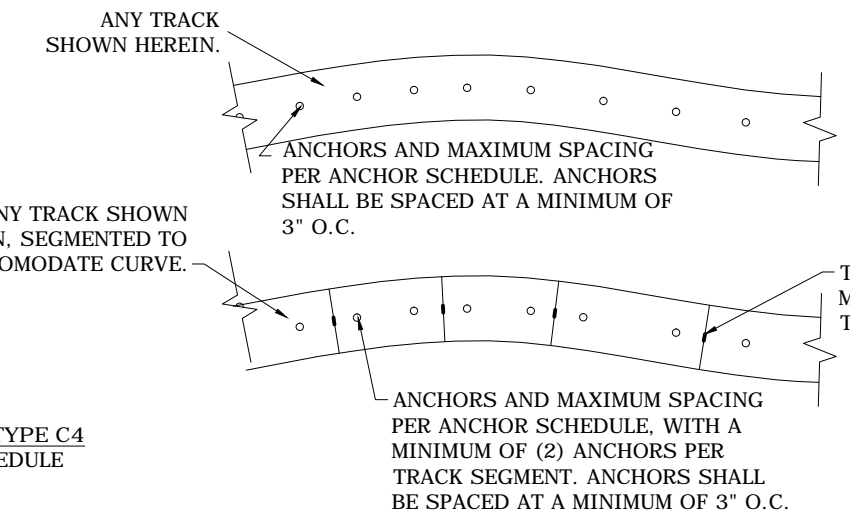 ANY TRACK
SHOWN HEREIN.
ANCHORS AND MAXIMUM SPACING
PER ANCHOR SCHEDULE. ANCHORS
SHALL BE SPACED AT A MINIMUM OF
3" O.C.
NY TRACK SHOWN
N, SEGMENTED TO
OMODATE CURVE.
T
M
T
ANCHORS AND MAXIMUM SPACING
PER ANCHOR SCHEDULE, WITH A
MINIMUM OF (2) ANCHORS PER
TRACK SEGMENT. ANCHORS SHALL
BE SPACED AT A MINIMUM OF 3" O.C.
TYPE C4
EDULE